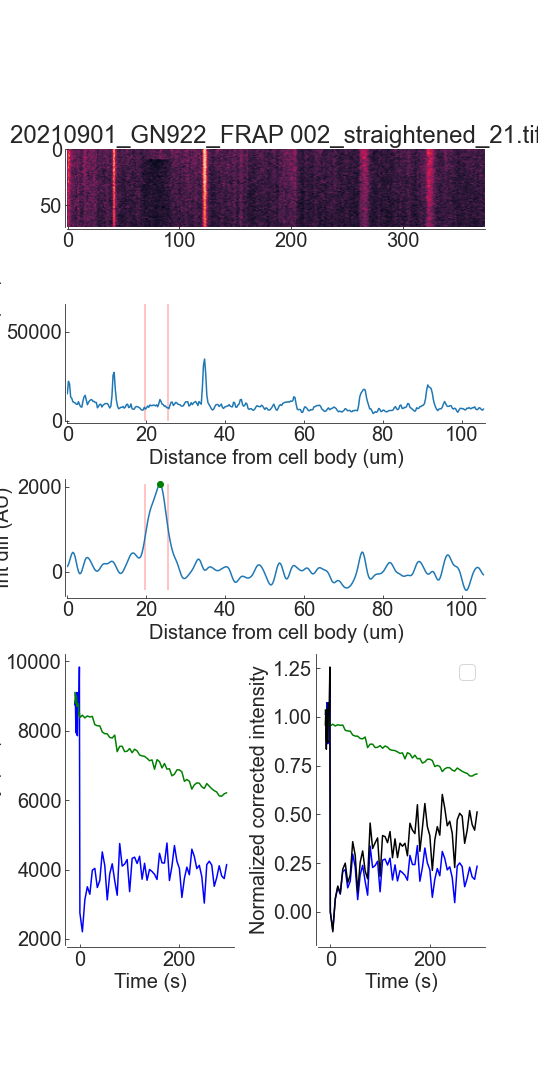 20210901_GN922_FRAP 002_straightened_21.tif
0
50
0 100 200 300
50000
0
0 20 40 60 80 100
Distance from cell body (um)
2000
0
Int diff (AU)
0 20 40 60 80 100
Distance from cell body (um)
10000
8000
6000
4000
2000
0 200
Time (s)
Normalized corrected intensity
1.25
1.00
0.75
0.50
0.25
0.00
0 200
Time (s)